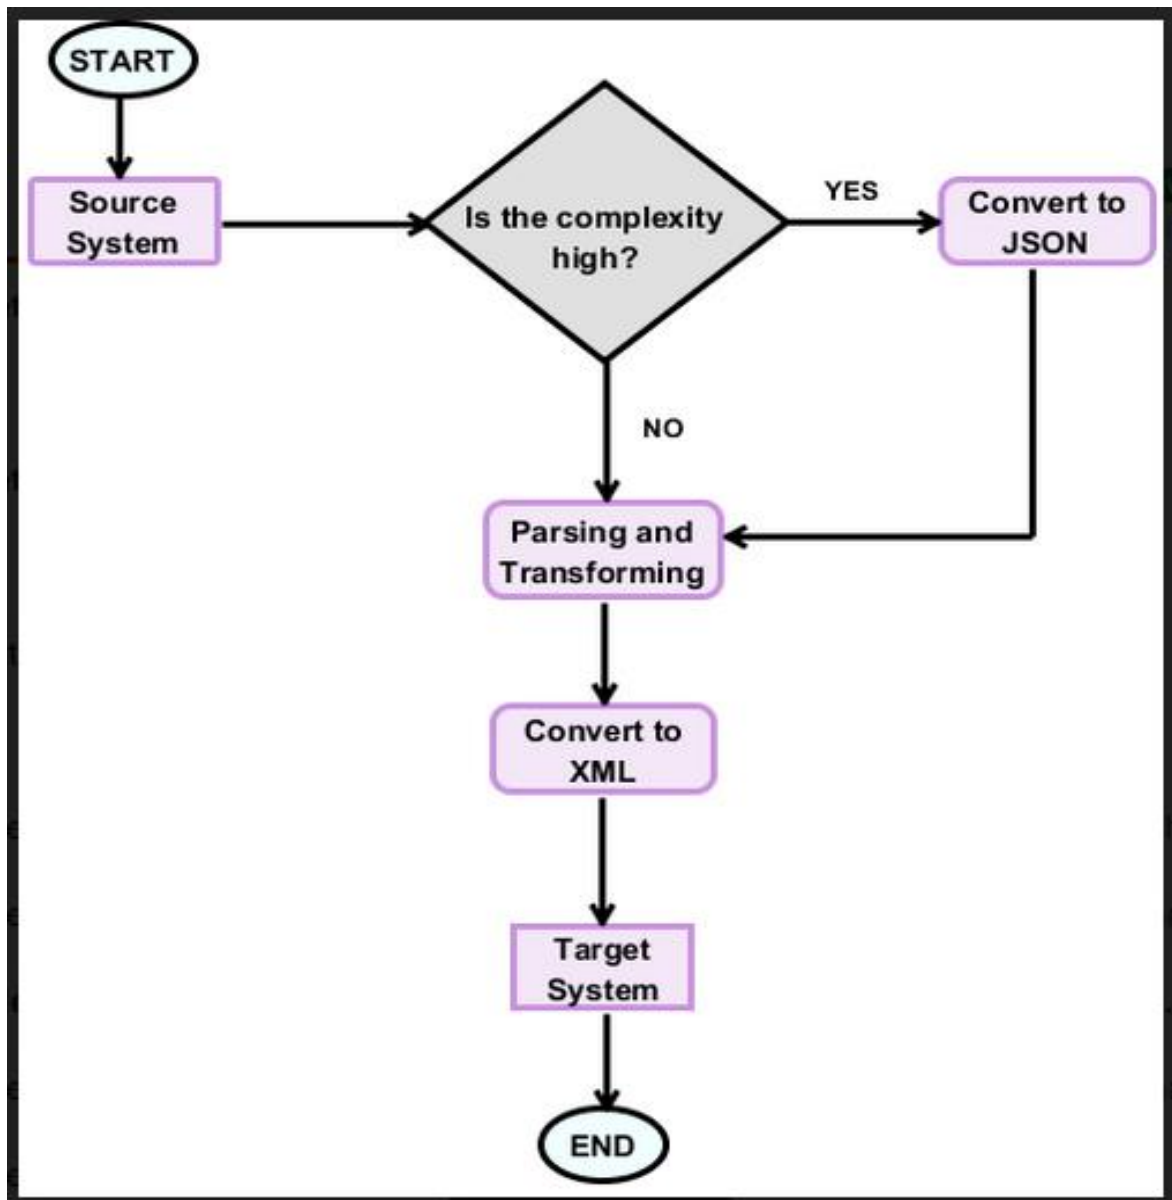 START
Source
System
Is the complexity
high?
YES
Convert to
JSON
NO
Parsing and
Transforming
Convert to
XML
Target
System
END